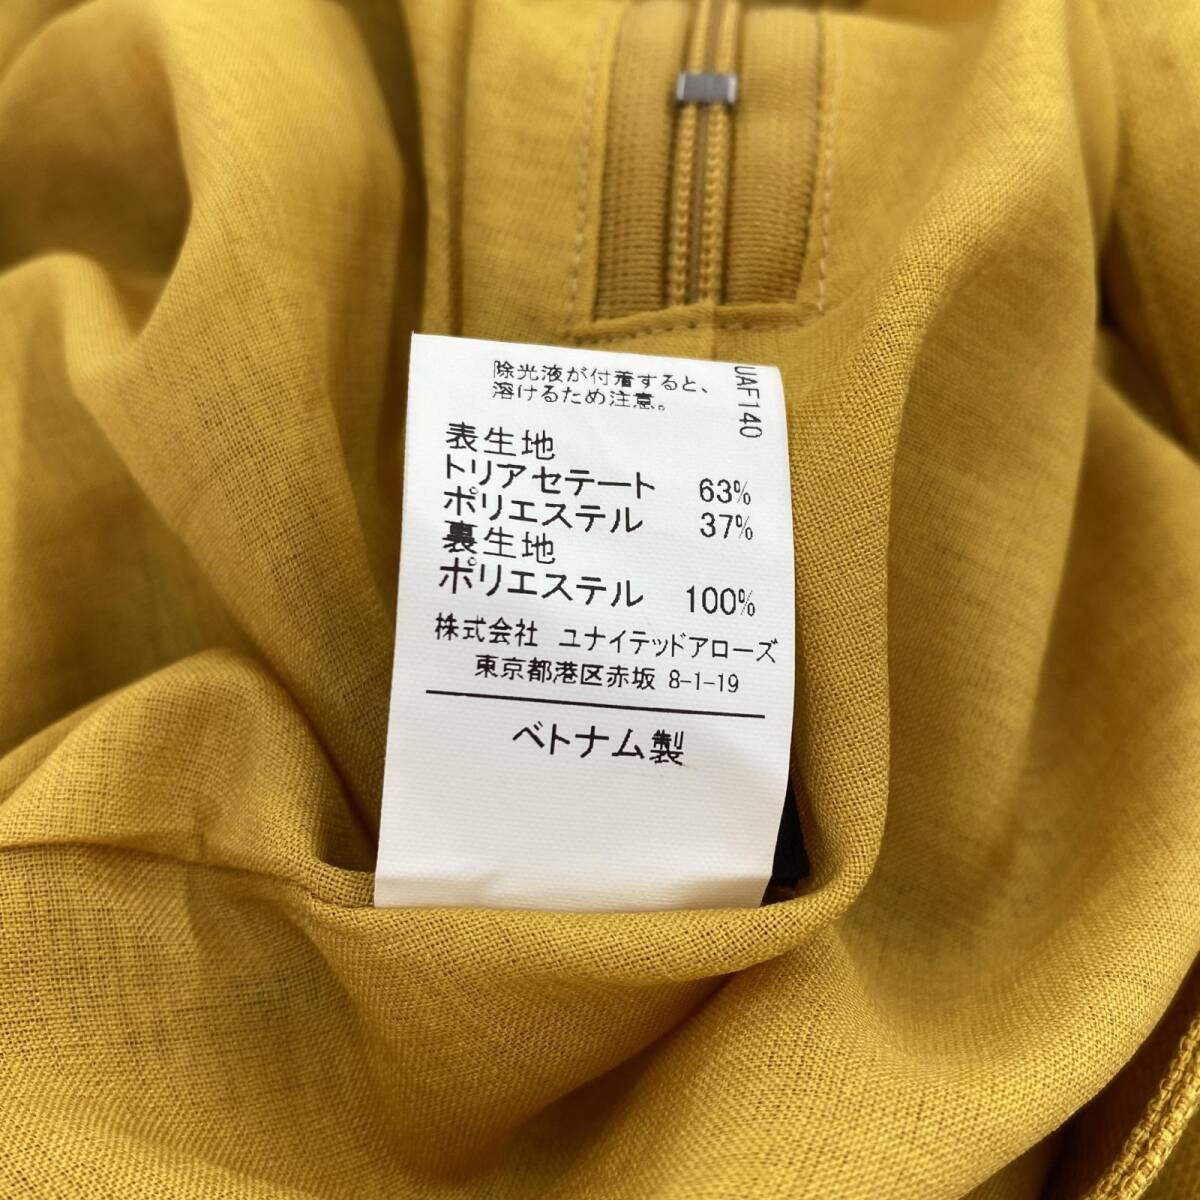 除光液が付着すると、
溶けるため注意。
UAF140
表生地
トリアセテート 63%
ポリエステル 37%
裏生地
ポリエステル 100%
株式会社 ユナイテッドアローズ
東京都港区赤坂 8-1-19
ベトナム製